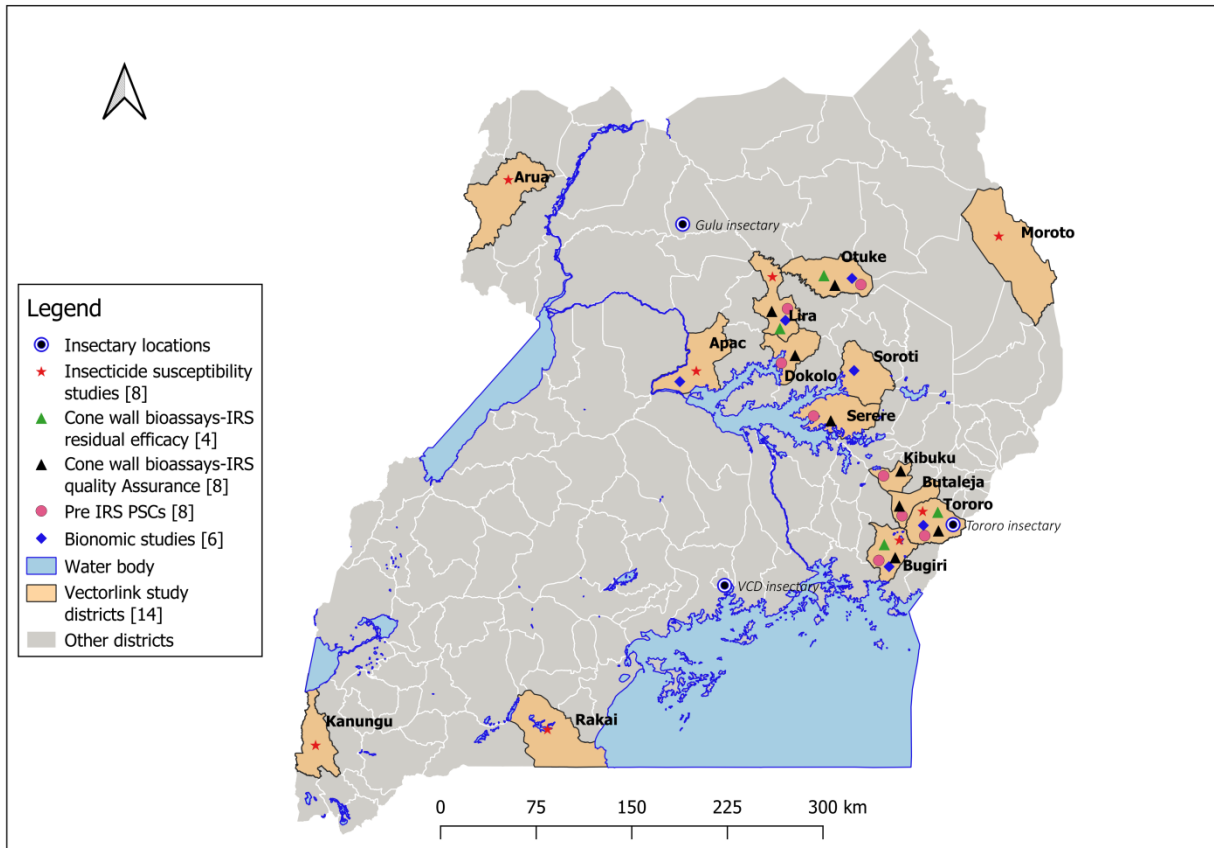 Arua
Gulu insectary
Moroto
Otuke
Lira
Apac
Soroti
Dokolo
Serere
Kibuku
Butaleja
Tororo
Tororo insectary
Bugiri
VCD insectary
Kanungu
Rakai
Legend
Insectary locations
Insecticide susceptibility
studies [8]
Cone wall bioassays-IRS
residual efficacy [4]
Cone wall bioassays-IRS
quality Assurance [8]
Pre IRS PSCs [8]
Bionomic studies [6]
Water body
Vectorlink study
districts [14]
Other districts
0 75 150 225 300 km